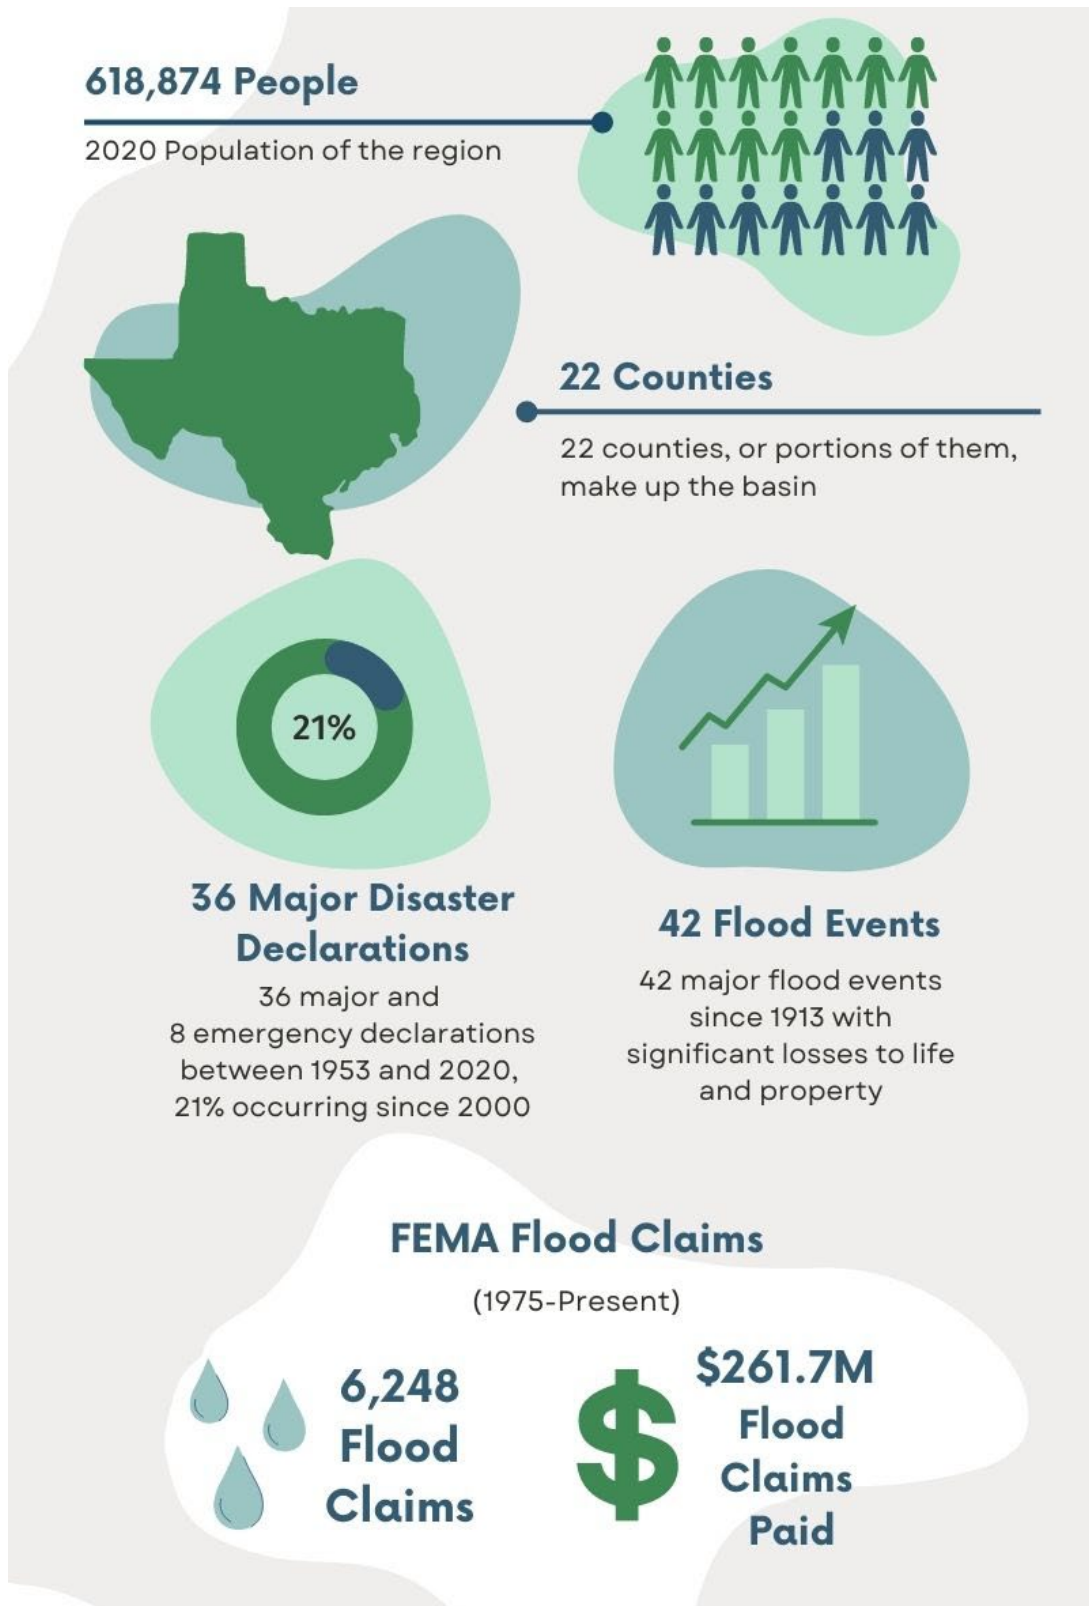 618,874 People
2020 Population of the region
22 Counties
22 counties, or portions of them,
make up the basin
21%
36 Major Disaster
Declarations
36 major and
8 emergency declarations
between 1953 and 2020,
21% occurring since 2000
42 Flood Events
42 major flood events
since 1913 with
significant losses to life
and property
FEMA Flood Claims
(1975-Present)
6,248
Flood
Claims
$
$261.7M
Flood
Claims
Paid